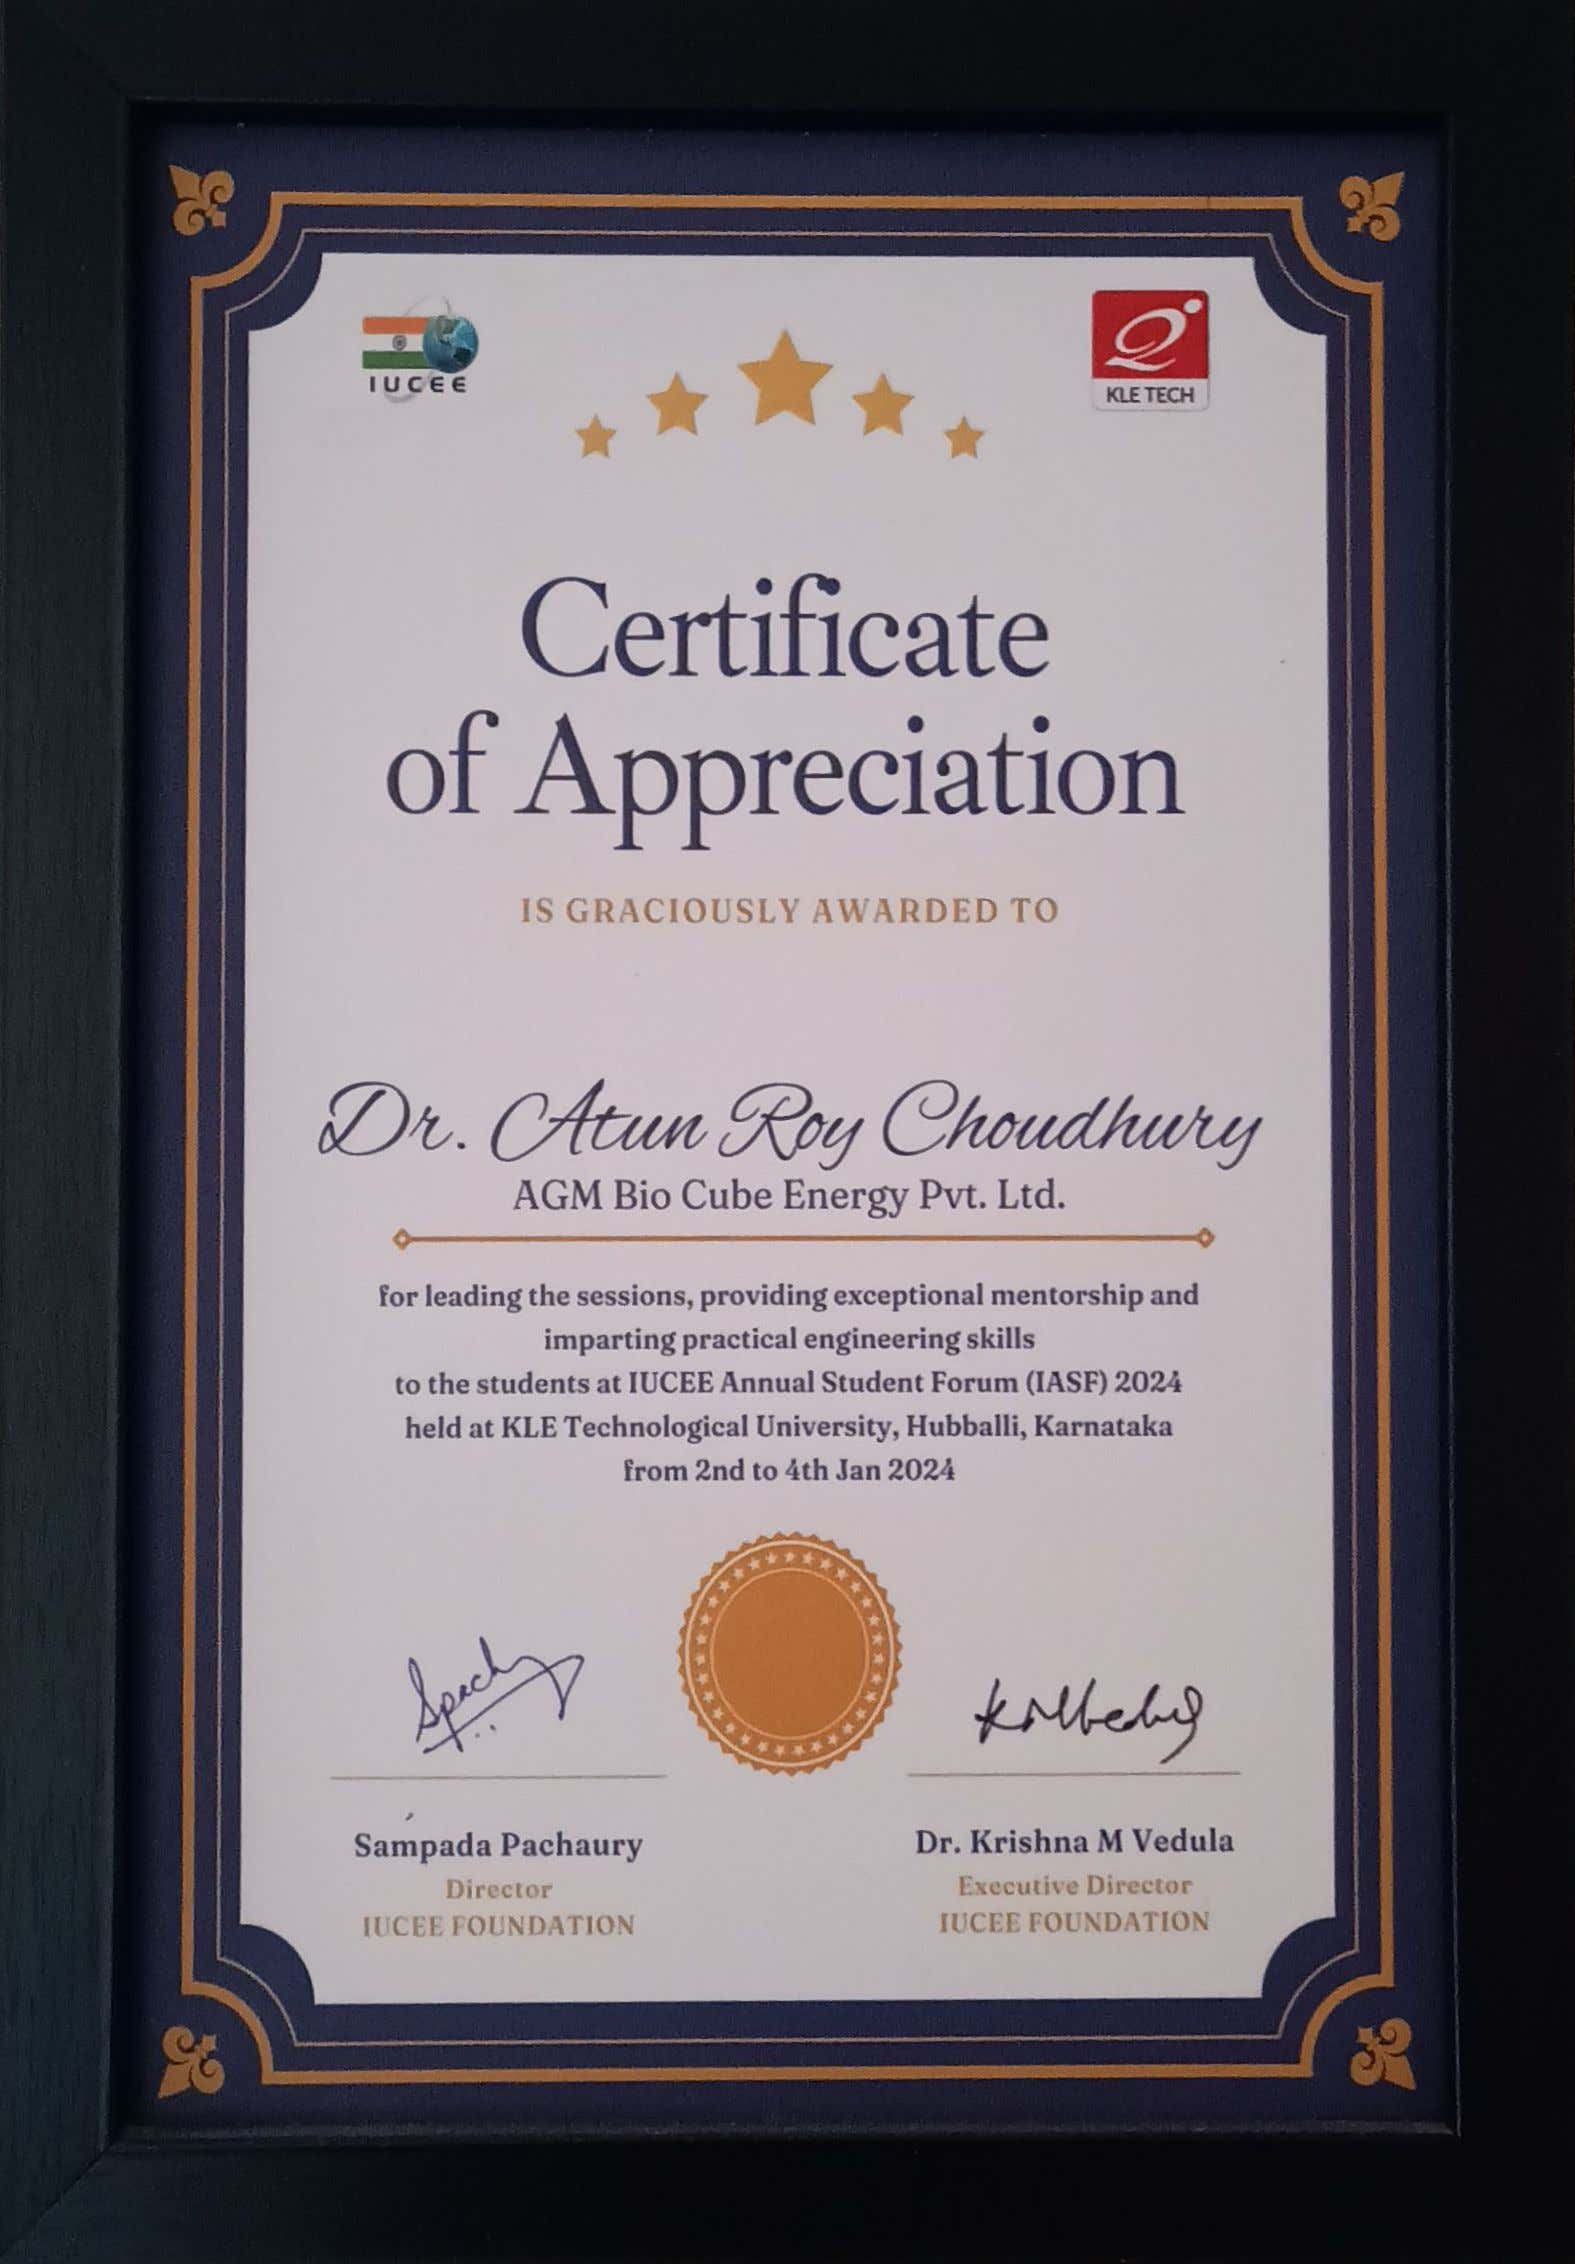 IUCEE
KLE TECH
Certificate
of Appreciation
IS GRACIOUSLY AWARDED TO
Dr. Atun Roy Choudhury
AGM Bio Cube Energy Pvt. Ltd.
for leading the sessions, providing exceptional mentorship and
imparting practical engineering skills
to the students at IUCEE Annual Student Forum (IASF) 2024
held at KLE Technological University, Hubballi, Karnataka
from 2nd to 4th Jan 2024
Sampada Pachaury
Director
IUCEE FOUNDATION
Dr. Krishna M Vedula
Executive Director
IUCEE FOUNDATION